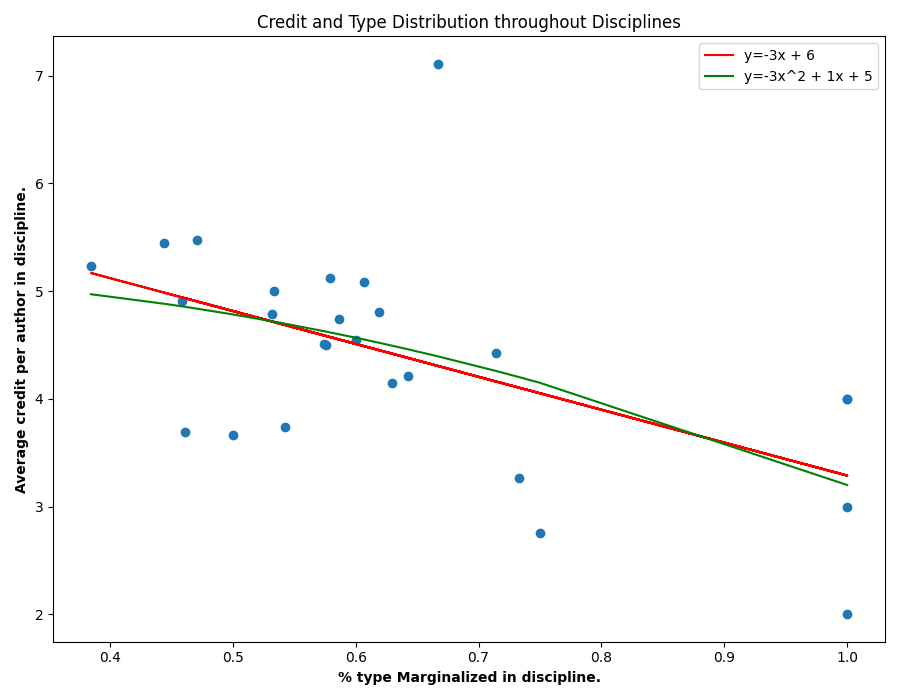 Credit and Type Distribution throughout Disciplines
y=-3x + 6
y=-3x^2 + 1x + 5
7
6
5
4
3
2
Average credit per author in discipline.
0.4 0.5 0.6 0.7 0.8 0.9 1.0
% type Marginalized in discipline.